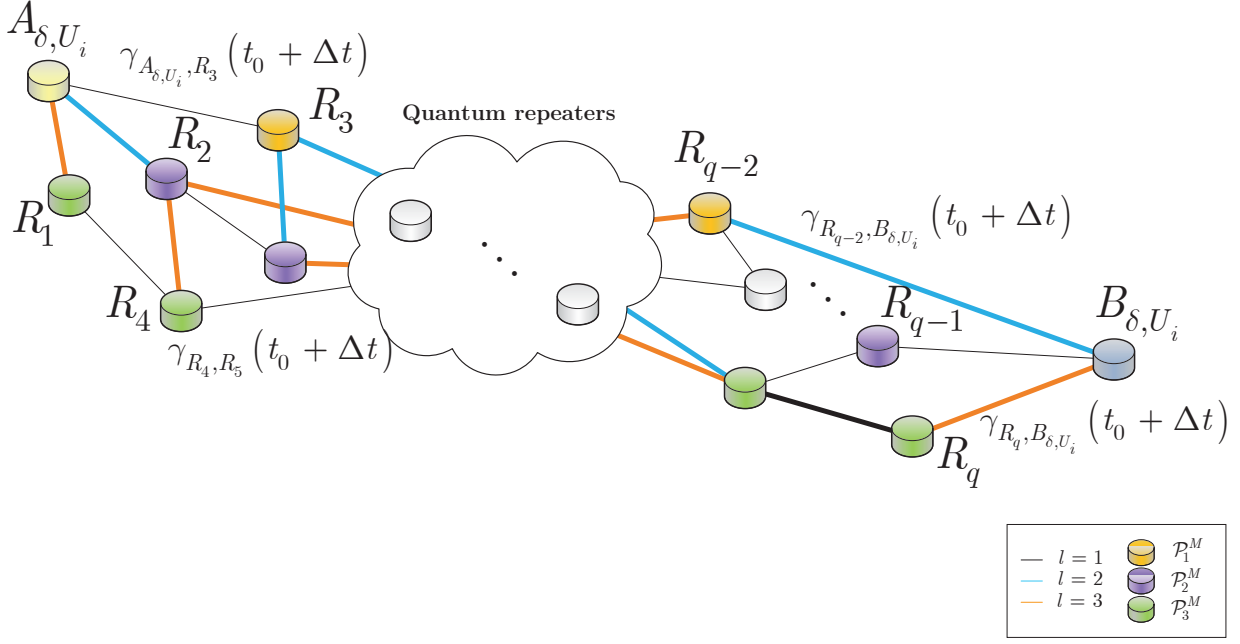 A_{δ,U_i}
γ_{A_{δ,U_i},R_3} (t_0 + Δt)
R_3
Quantum repeaters
R_2
R_{q−2}
R_1
γ_{R_{q−2},B_{δ,U_i}} (t_0 + Δt)
R_4
R_{q−1}
B_{δ,U_i}
γ_{R_4,R_5} (t_0 + Δt)
γ_{R_q,B_{δ,U_i}} (t_0 + Δt)
R_q
l = 1 𝒫_1^M
l = 2 𝒫_2^M
l = 3 𝒫_3^M